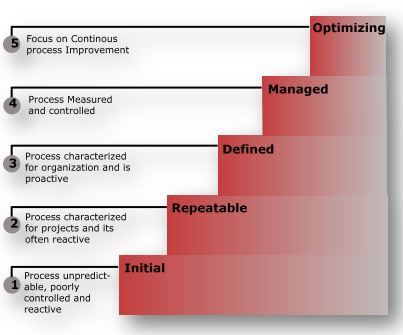 Optimizing
5
Focus on Continous
process Improvement
Managed
4
Process Measured
and controlled
Defined
3
Process characterized
for organization and is
proactive
Repeatable
2
Process characterized
for projects and its
often reactive
Initial
1
Process unpredict-
able, poorly
controlled and
reactive